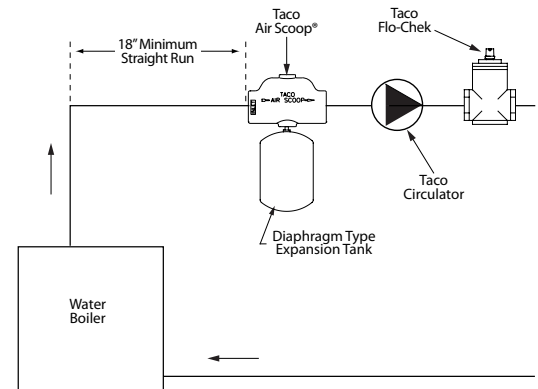 Taco
Air Scoop®
Taco
Flo-Chek
18" Minimum
Straight Run
TACO
AIR SCOOP
Taco
Circulator
Diaphragm Type
Expansion Tank
Water
Boiler